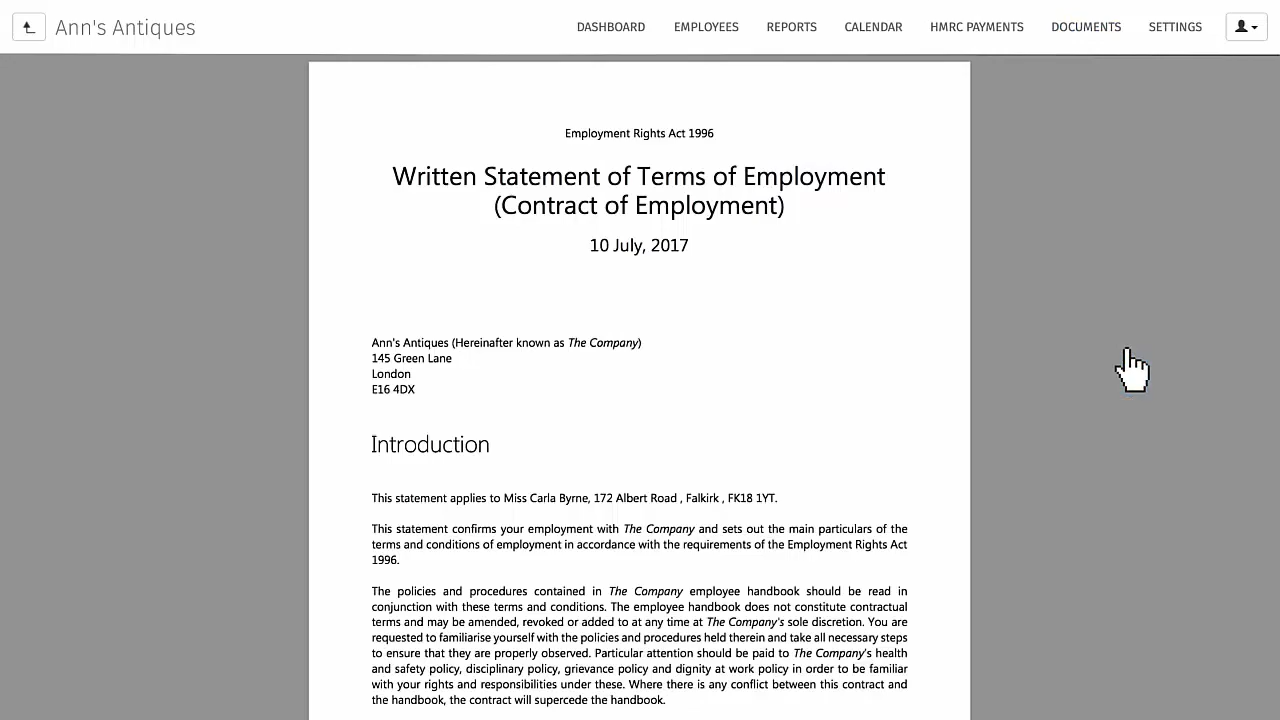 Ann's Antiques
DASHBOARD EMPLOYEES REPORTS CALENDAR HMRC PAYMENTS DOCUMENTS SETTINGS
Employment Rights Act 1996
Written Statement of Terms of Employment
(Contract of Employment)
10 July, 2017
Ann's Antiques (Hereinafter known as The Company)
145 Green Lane
London
E16 4DX
Introduction
This statement applies to Miss Carla Byrne, 172 Albert Road , Falkirk , FK18 1YT.
This statement confirms your employment with The Company and sets out the main particulars of the
terms and conditions of employment in accordance with the requirements of the Employment Rights Act
1996.
The policies and procedures contained in The Company employee handbook should be read in
conjunction with these terms and conditions. The employee handbook does not constitute contractual
terms and may be amended, revoked or added to at any time at The Company's sole discretion. You are
requested to familiarise yourself with the policies and procedures held therein and take all necessary steps
to ensure that they are properly observed. Particular attention should be paid to The Company's health
and safety policy, disciplinary policy, grievance policy and dignity at work policy in order to be familiar
with your rights and responsibilities under these. Where there is any conflict between this contract and
the handbook, the contract will supercede the handbook.